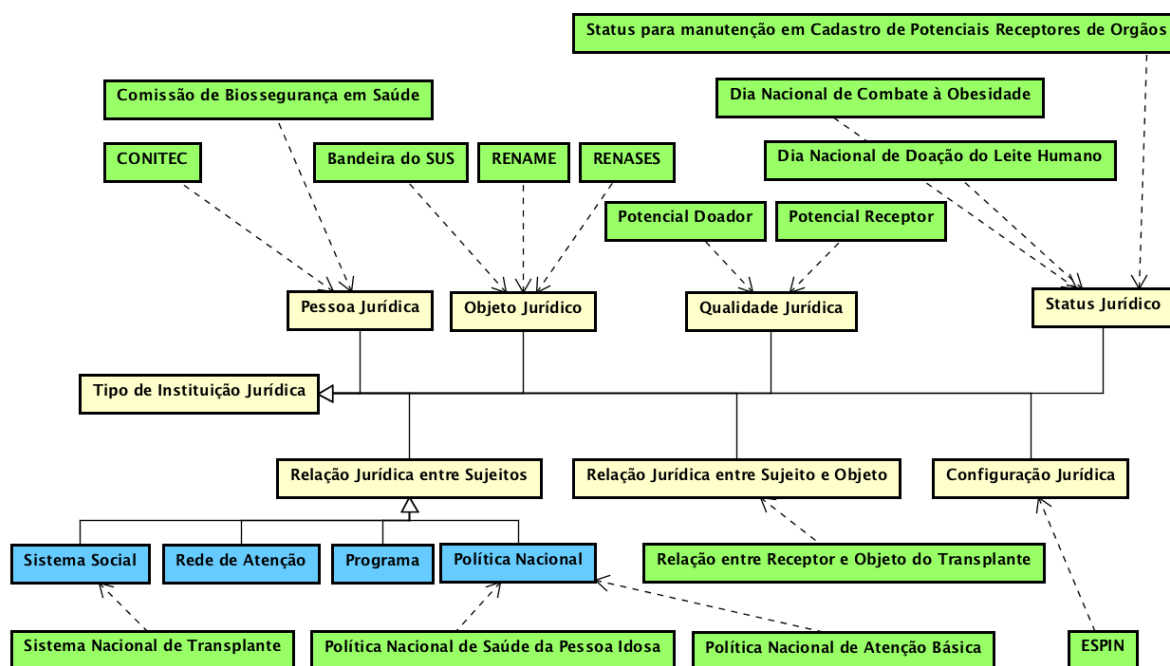 Status para manutenção em Cadastro de Potenciais Receptores de Orgãos
Comissão de Biossegurança em Saúde
Dia Nacional de Combate à Obesidade
CONITEC
Bandeira do SUS
RENAME
RENASES
Dia Nacional de Doação do Leite Humano
Potencial Doador
Potencial Receptor
Pessoa Jurídica
Objeto Jurídico
Qualidade Jurídica
Status Jurídico
Tipo de Instituição Jurídica
Relação Jurídica entre Sujeitos
Relação Jurídica entre Sujeito e Objeto
Configuração Jurídica
Sistema Social
Rede de Atenção
Programa
Política Nacional
Relação entre Receptor e Objeto do Transplante
Sistema Nacional de Transplante
Política Nacional de Saúde da Pessoa Idosa
Política Nacional de Atenção Básica
ESPIN